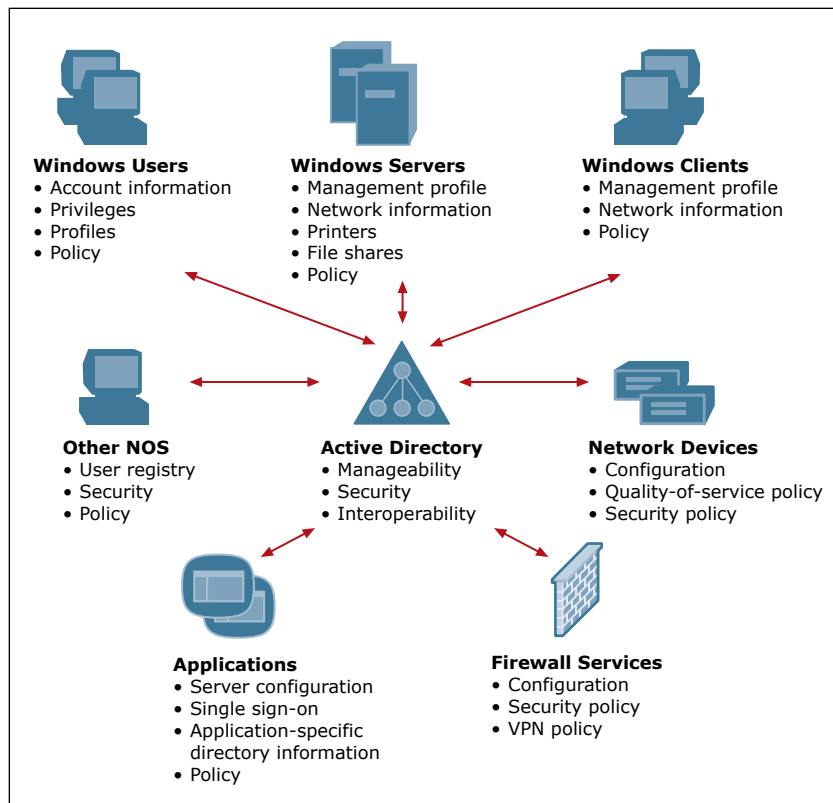 Windows Users
• Account information
• Privileges
• Profiles
• Policy
Windows Servers
• Management profile
• Network information
• Printers
• File shares
• Policy
Windows Clients
• Management profile
• Network information
• Policy
Other NOS
• User registry
• Security
• Policy
Active Directory
• Manageability
• Security
• Interoperability
Network Devices
• Configuration
• Quality-of-service policy
• Security policy
Applications
• Server configuration
• Single sign-on
• Application-specific
directory information
• Policy
Firewall Services
• Configuration
• Security policy
• VPN policy